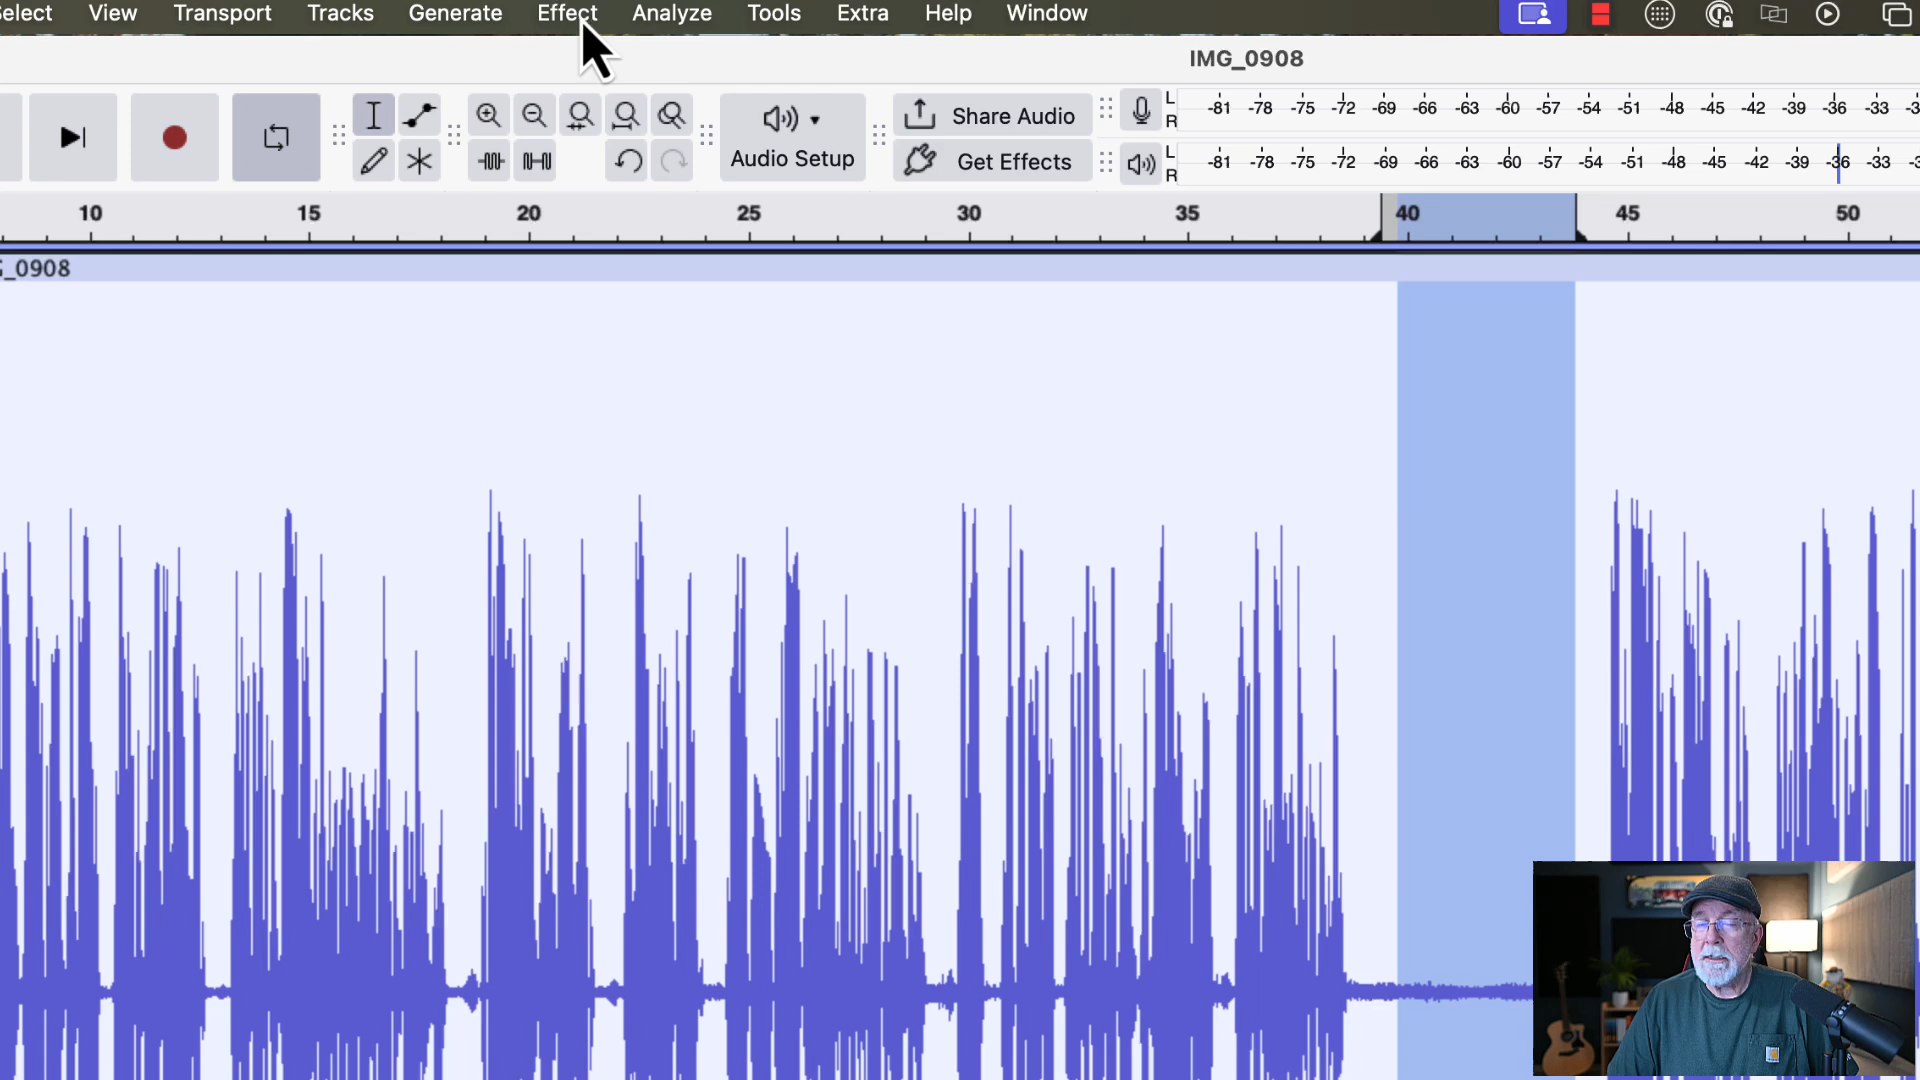 elect View Transport Tracks Generate Effect Analyze Tools Extra Help Window
IMG_0908
Share Audio
L
R
-81 -78 -75 -72 -69 -66 -63 -60 -57 -54 -51 -48 -45 -42 -39 -36 -33 -3
Audio Setup
Get Effects
L
R
-81 -78 -75 -72 -69 -66 -63 -60 -57 -54 -51 -48 -45 -42 -39 -36 -33 -3
10 15 20 25 30 35 40 45 50
G_0908